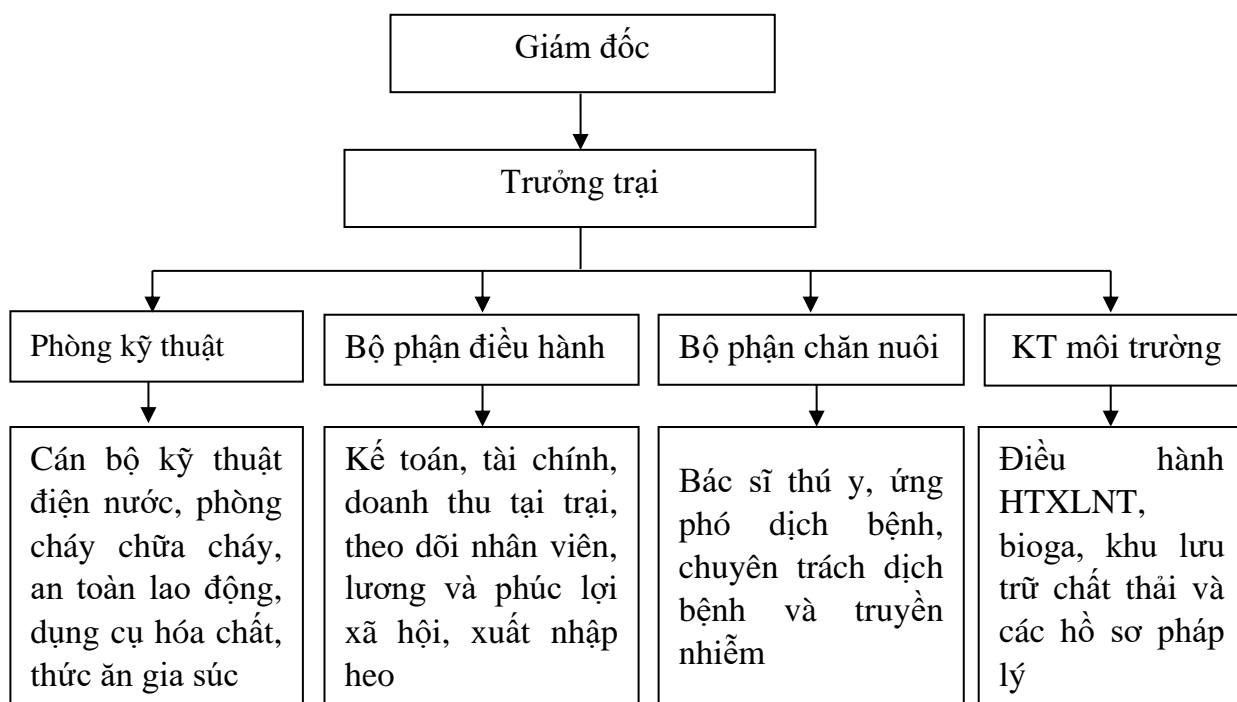 Giám đốc
Trưởng trại
Phòng kỹ thuật
Bộ phận điều hành
Bộ phận chăn nuôi
KT môi trường
Cán bộ kỹ thuật
điện nước, phòng
cháy chữa cháy,
an toàn lao động,
dụng cụ hóa chất,
thức ăn gia súc
Kế toán, tài chính,
doanh thu tại trại,
theo dõi nhân viên,
lương và phúc lợi
xã hội, xuất nhập
heo
Bác sĩ thú y, ứng
phó dịch bệnh,
chuyên trách dịch
bệnh và truyền
nhiễm
Điều hành
HTXLNT,
bioga, khu lưu
trữ chất thải và
các hồ sơ pháp
lý